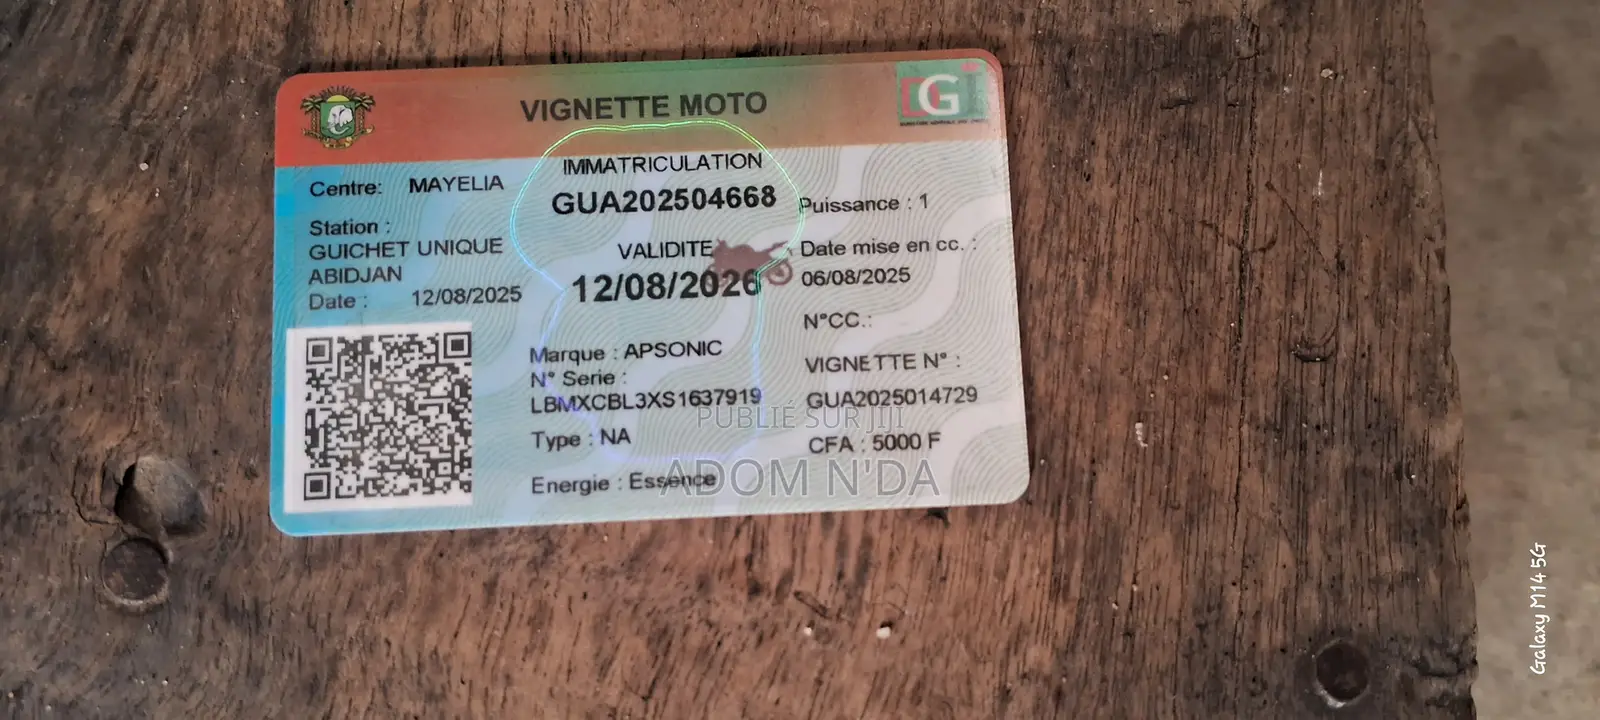 VIGNETTE MOTO
DGI
IMMATRICULATION
GUA202504668
Centre: MAYELIA
Station :
GUICHET UNIQUE
ABIDJAN
Date : 12/08/2025
VALIDITE
12/08/2026
Puissance : 1
Date mise en cc. :
06/08/2025
N°CC.:
Marque : APSONIC
N° Serie :
LBMXCBL3XS1637919
Type : NA
Energie : Essence
VIGNETTE N° :
GUA2025014729
CFA : 5000 F
PUBLIÉ SUR JIJI
ADOM N'DA
Galaxy M14 5G